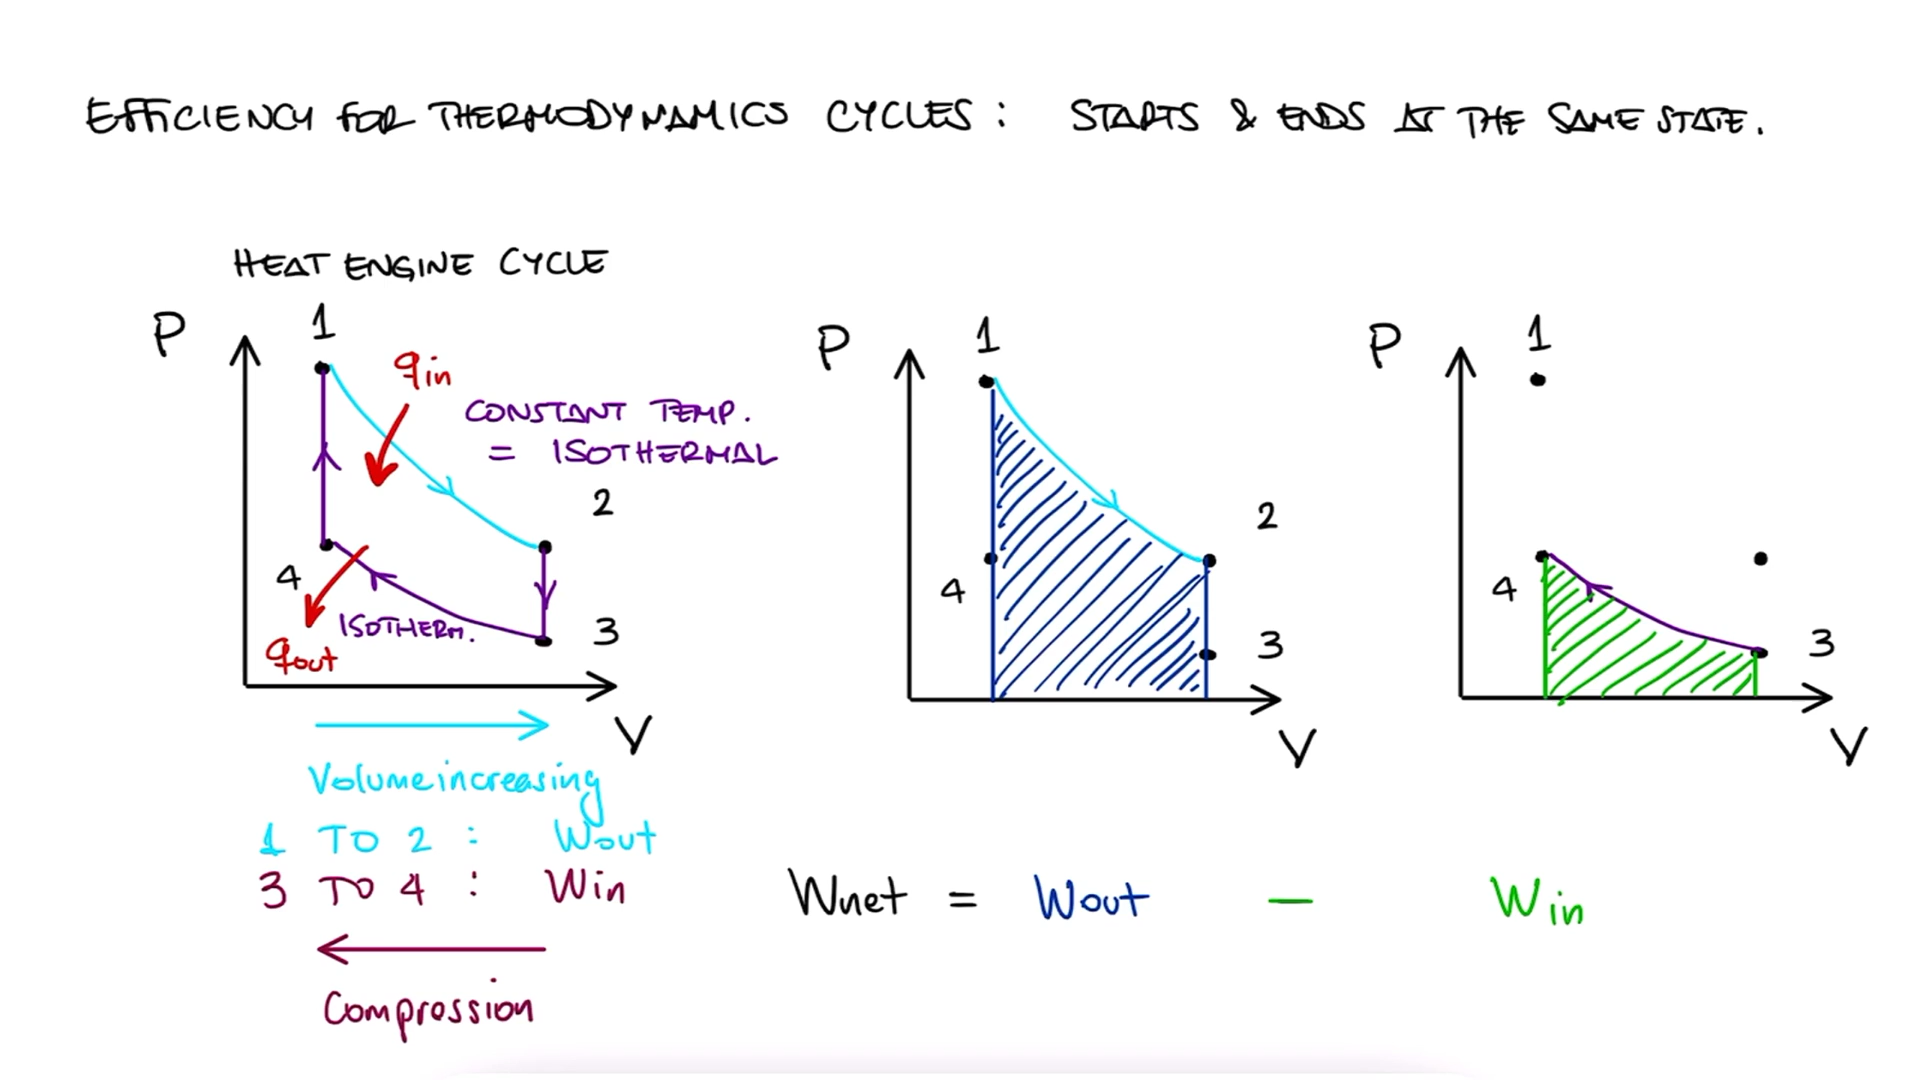 EFFICIENCY FOR THERMODYNAMICS CYCLES : STARTS & ENDS AT THE SAME STATE.
HEAT ENGINE CYCLE
P
1
qin
CONSTANT TEMP.
= ISOTHERMAL
2
4
ISOTHERM.
3
qout
V
Volume increasing
1 TO 2 : Wout
3 TO 4 : Win
Compression
P
1
2
4
3
V
P
1
4
3
V
Wnet = Wout - Win